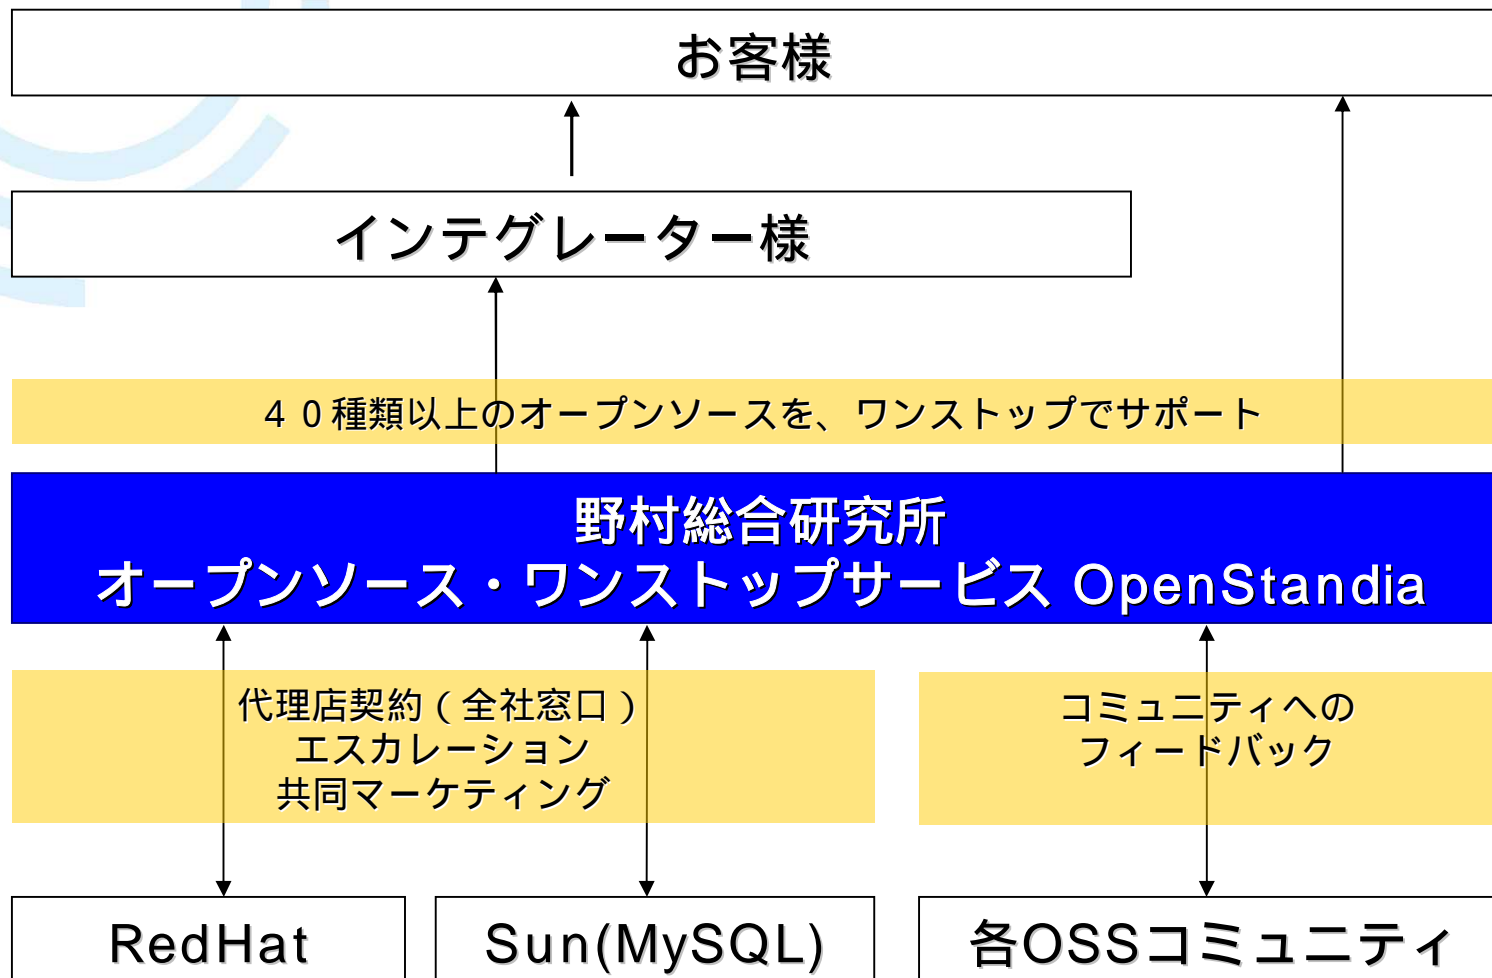 お客様
インテグレーター様
４０種類以上のオープンソースを、ワンストップでサポート
野村総合研究所
オープンソース・ワンストップサービス OpenStandia
代理店契約（全社窓口）
エスカレーション
共同マーケティング
コミュニティへの
フィードバック
RedHat
Sun(MySQL)
各OSSコミュニティ